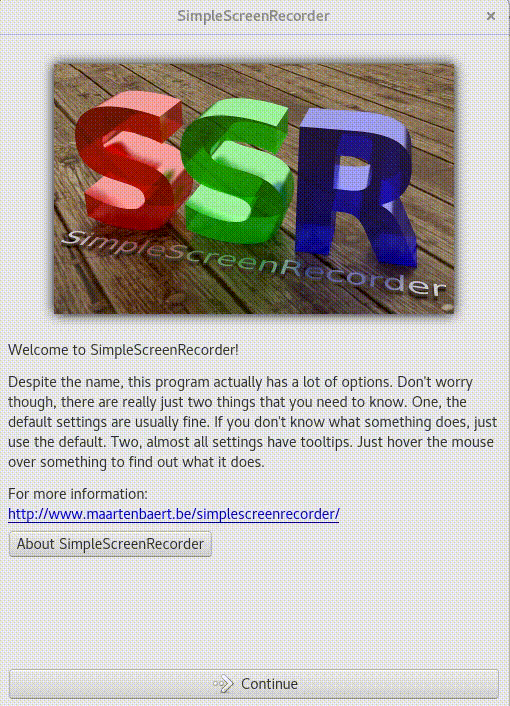 SimpleScreenRecorder
SSR
SimpleScreenRecorder
Welcome to SimpleScreenRecorder!
Despite the name, this program actually has a lot of options. Don't worry
though, there are really just two things that you need to know. One, the
default settings are usually fine. If you don't know what something does, just
use the default. Two, almost all settings have tooltips. Just hover the mouse
over something to find out what it does.
For more information:
http://www.maartenbaert.be/simplescreenrecorder/
About SimpleScreenRecorder
Continue